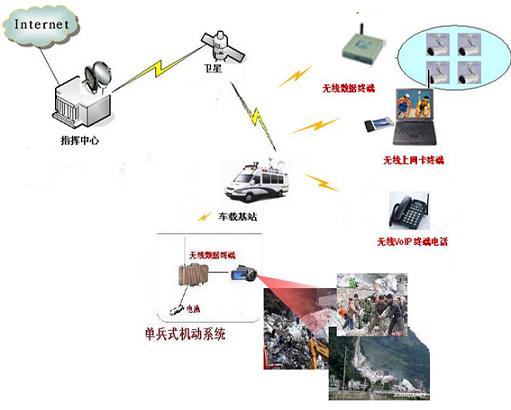 Internet
卫星
指挥中心
无线数据终端
无线上网卡终端
车载基站
无线VoIP 终端电话
无线数据终端
电池
单兵式机动系统